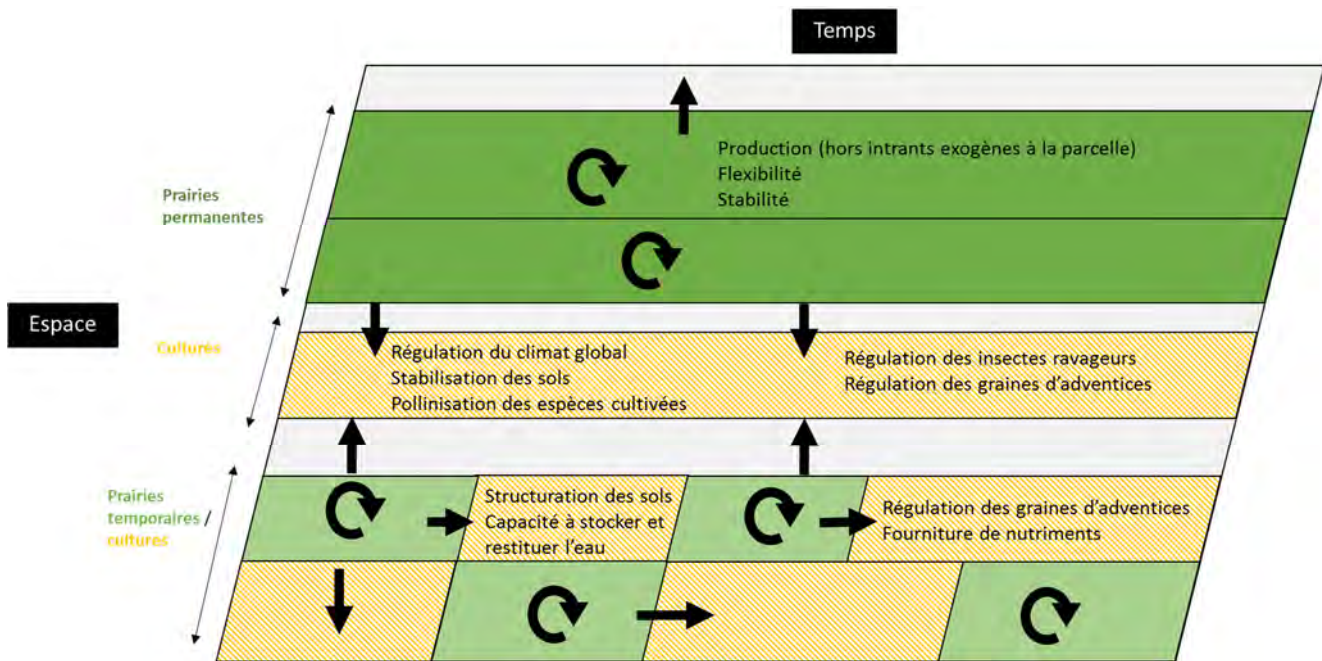 Temps
Production (hors intrants exogènes à la parcelle)
Flexibilité
Stabilité
Prairies
permanentes
Espace
Cultures
Régulation du climat global
Stabilisation des sols
Pollinisation des espèces cultivées
Régulation des insectes ravageurs
Régulation des graines d'adventices
Prairies
temporaires /
cultures
Structuration des sols
Capacité à stocker et
restituer l'eau
Régulation des graines d'adventices
Fourniture de nutriments